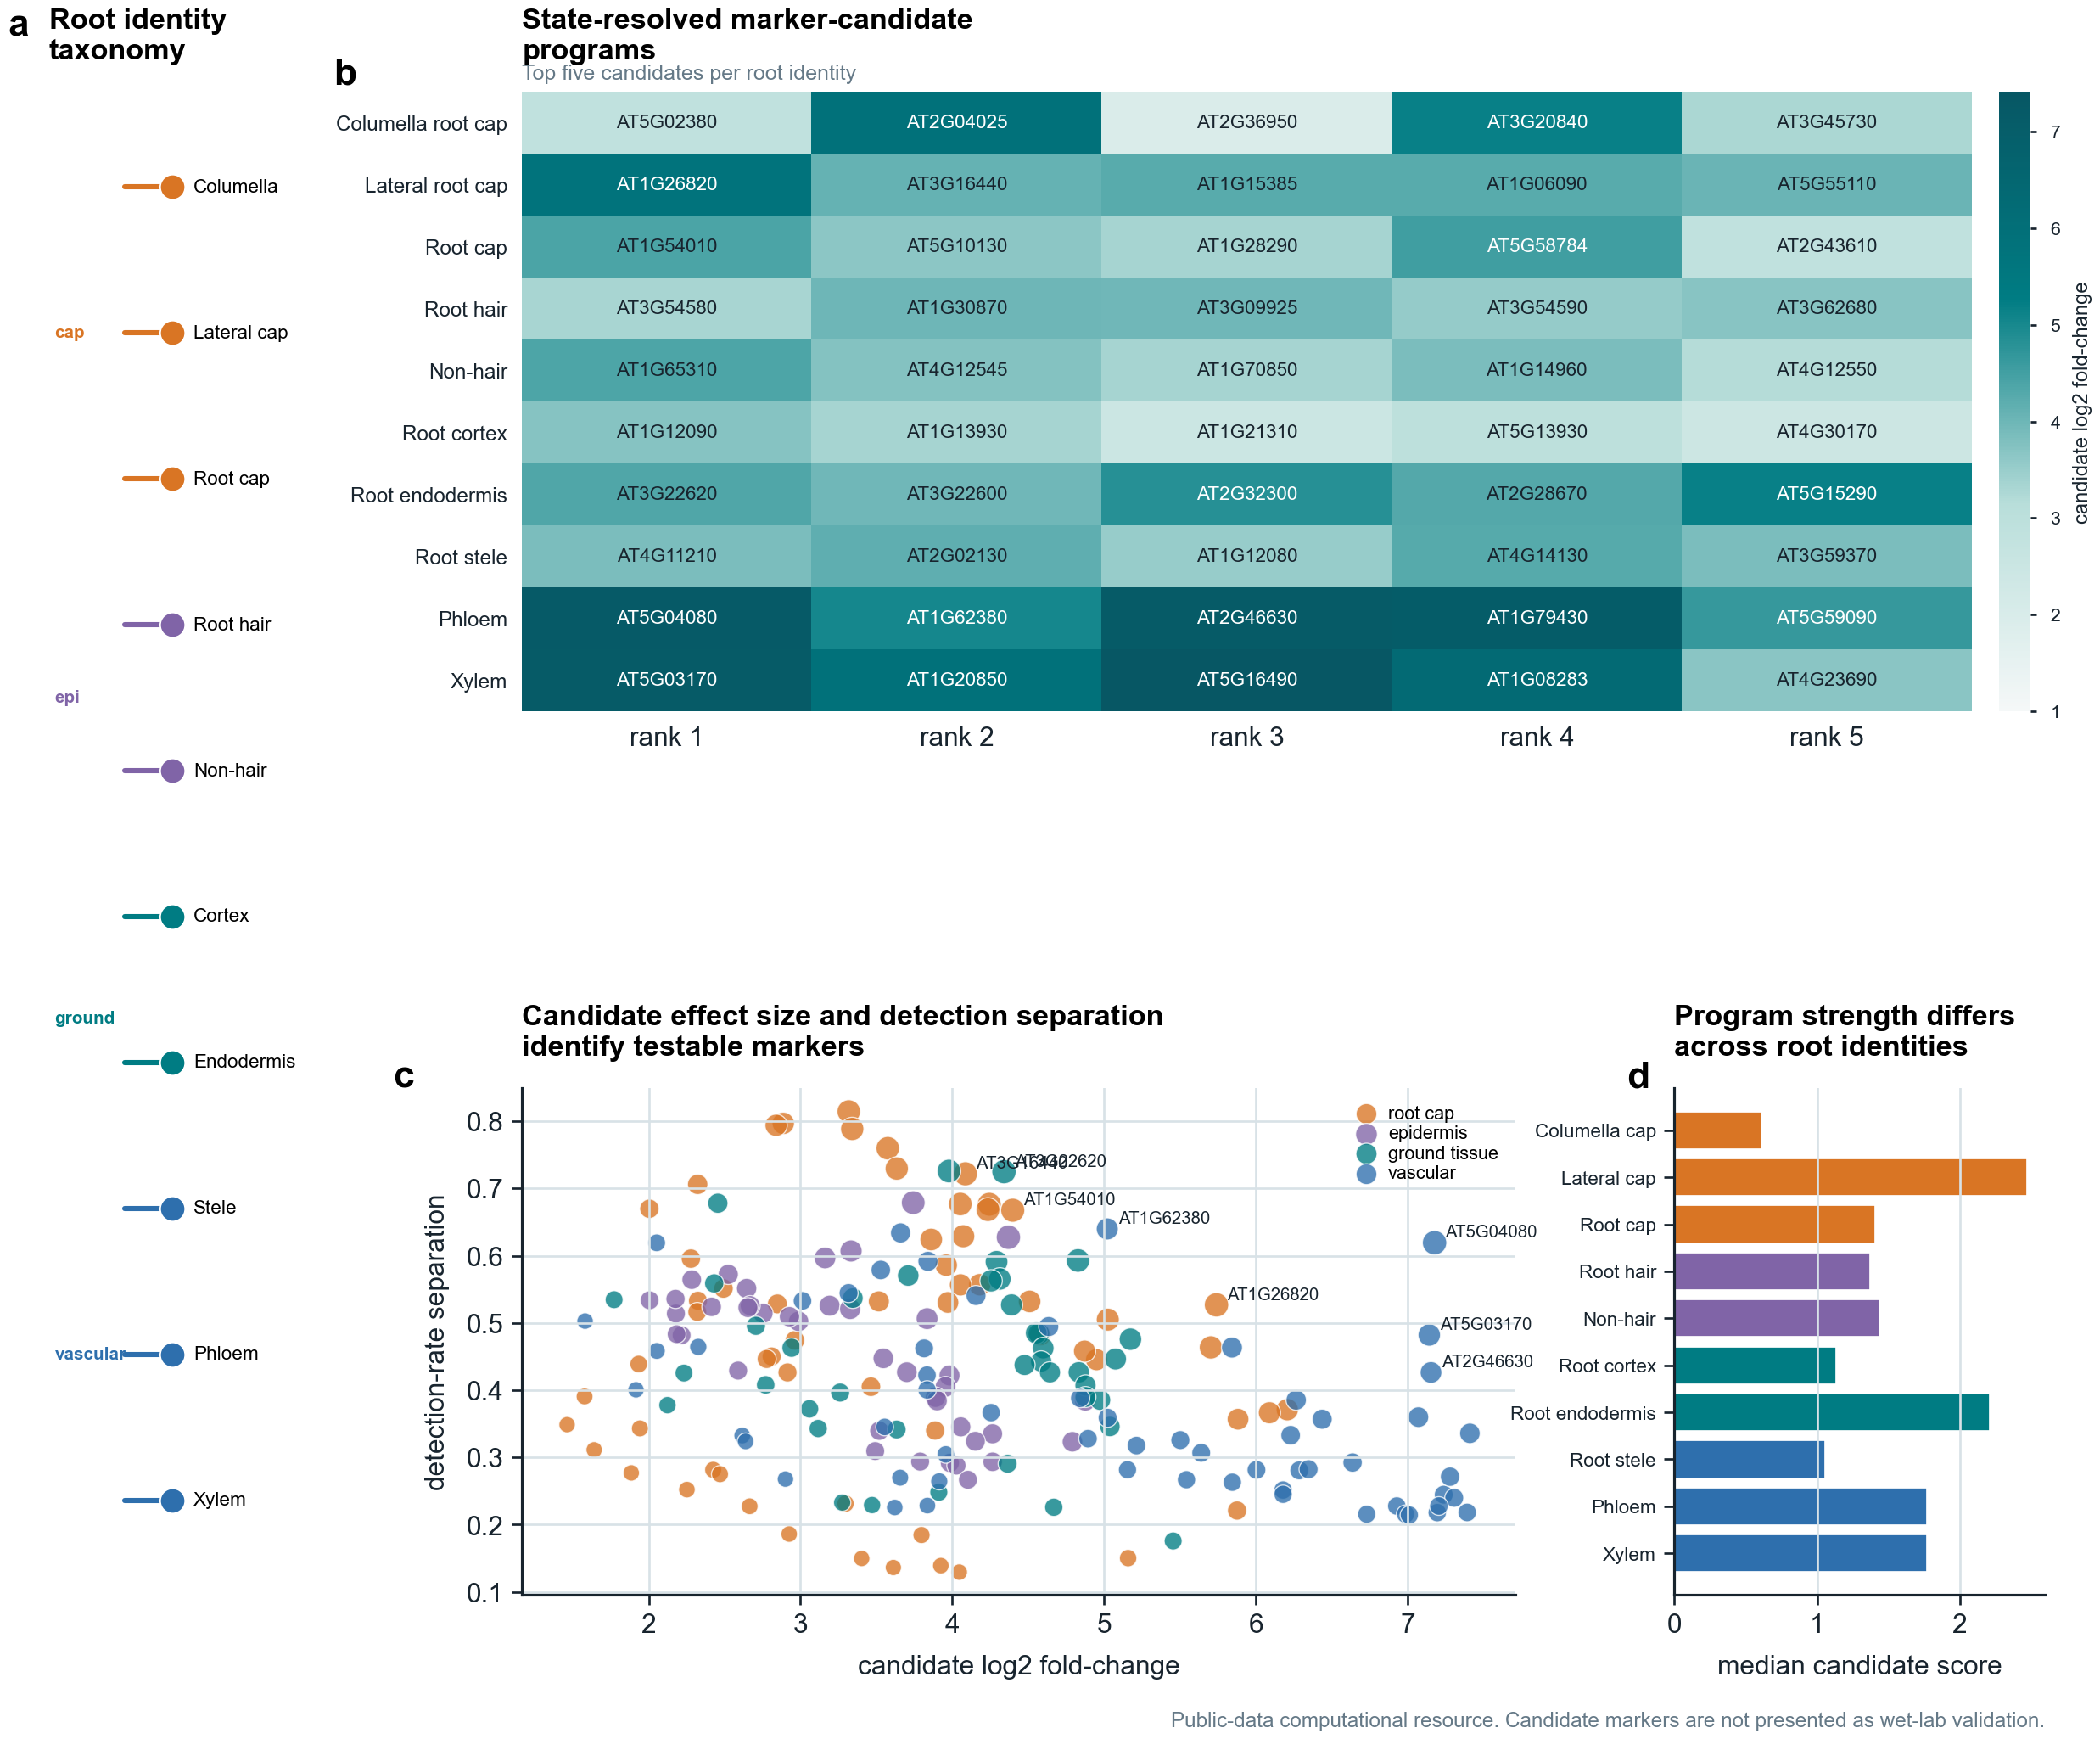 a
Root identity
taxonomy
Columella
cap
Lateral cap
Root cap
Root hair
epi
Non-hair
Cortex
ground
Endodermis
Stele
vascular
Phloem
Xylem
b
State-resolved marker-candidate
programs
Top five candidates per root identity
Columella root cap AT5G02380 AT2G04025 AT2G36950 AT3G20840 AT3G45730
Lateral root cap AT1G26820 AT3G16440 AT1G15385 AT1G06090 AT5G55110
Root cap AT1G54010 AT5G10130 AT1G28290 AT5G58784 AT2G43610
Root hair AT3G54580 AT1G30870 AT3G09925 AT3G54590 AT3G62680
Non-hair AT1G65310 AT4G12545 AT1G70850 AT1G14960 AT4G12550
Root cortex AT1G12090 AT1G13930 AT1G21310 AT5G13930 AT4G30170
Root endodermis AT3G22620 AT3G22600 AT2G32300 AT2G28670 AT5G15290
Root stele AT4G11210 AT2G02130 AT1G12080 AT4G14130 AT3G59370
Phloem AT5G04080 AT1G62380 AT2G46630 AT1G79430 AT5G59090
Xylem AT5G03170 AT1G20850 AT5G16490 AT1G08283 AT4G23690
rank 1 rank 2 rank 3 rank 4 rank 5
7
6
5
4
3
2
1
candidate log2 fold-change
c
Candidate effect size and detection separation
identify testable markers
detection-rate separation
0.8
0.7
0.6
0.5
0.4
0.3
0.2
0.1
root cap
epidermis
ground tissue
vascular
AT3G16440
AT3G22620
AT1G54010
AT1G62380
AT5G04080
AT1G26820
AT5G03170
AT2G46630
2 3 4 5 6 7
candidate log2 fold-change
d
Program strength differs
across root identities
Columella cap
Lateral cap
Root cap
Root hair
Non-hair
Root cortex
Root endodermis
Root stele
Phloem
Xylem
0 1 2
median candidate score
Public-data computational resource. Candidate markers are not presented as wet-lab validation.